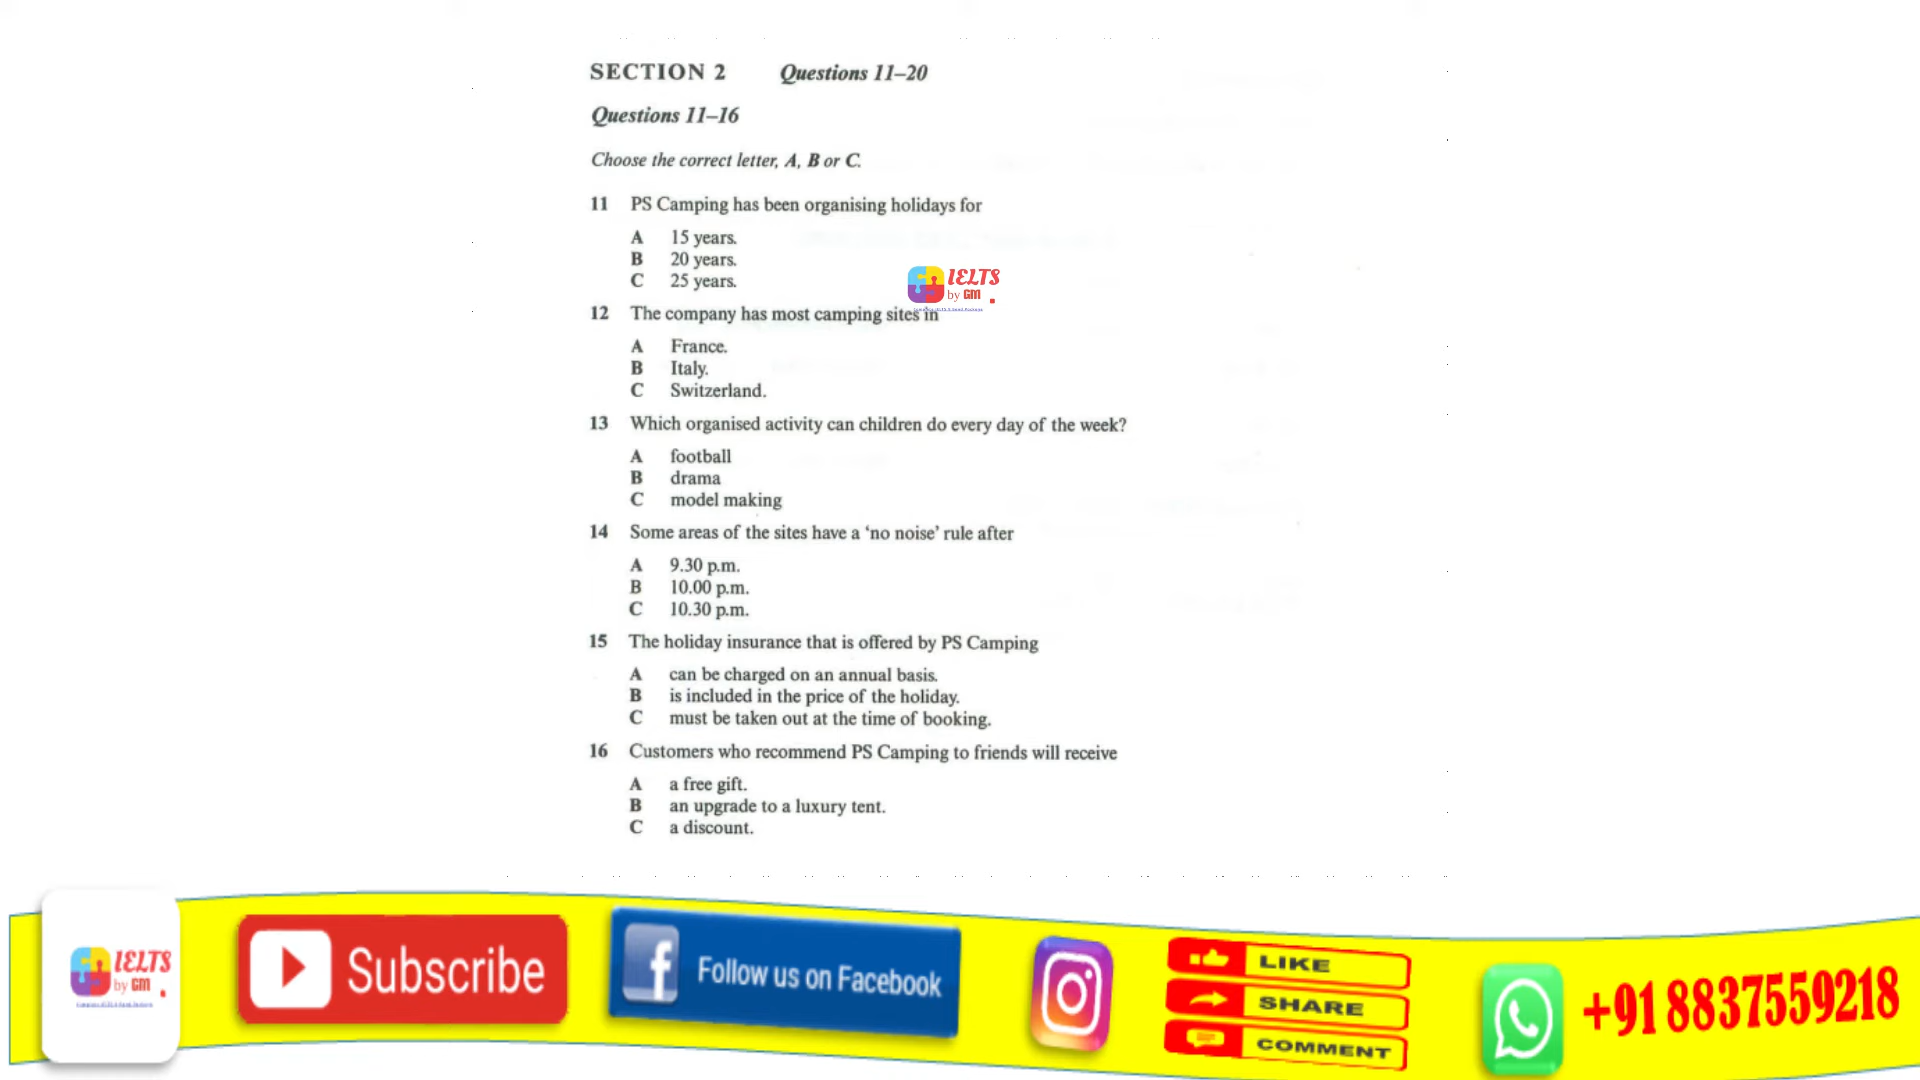 SECTION 2 Questions 11–20
Questions 11–16
Choose the correct letter, A, B or C.
11 PS Camping has been organising holidays for
A 15 years.
B 20 years.
C 25 years.
IELTS
by GM
12 The company has most camping sites in
A France.
B Italy.
C Switzerland.
13 Which organised activity can children do every day of the week?
A football
B drama
C model making
14 Some areas of the sites have a ‘no noise’ rule after
A 9.30 p.m.
B 10.00 p.m.
C 10.30 p.m.
15 The holiday insurance that is offered by PS Camping
A can be charged on an annual basis.
B is included in the price of the holiday.
C must be taken out at the time of booking.
16 Customers who recommend PS Camping to friends will receive
A a free gift.
B an upgrade to a luxury tent.
C a discount.
IELTS
by GM
Subscribe
Follow us on Facebook
LIKE
SHARE
COMMENT
+91 8837559218